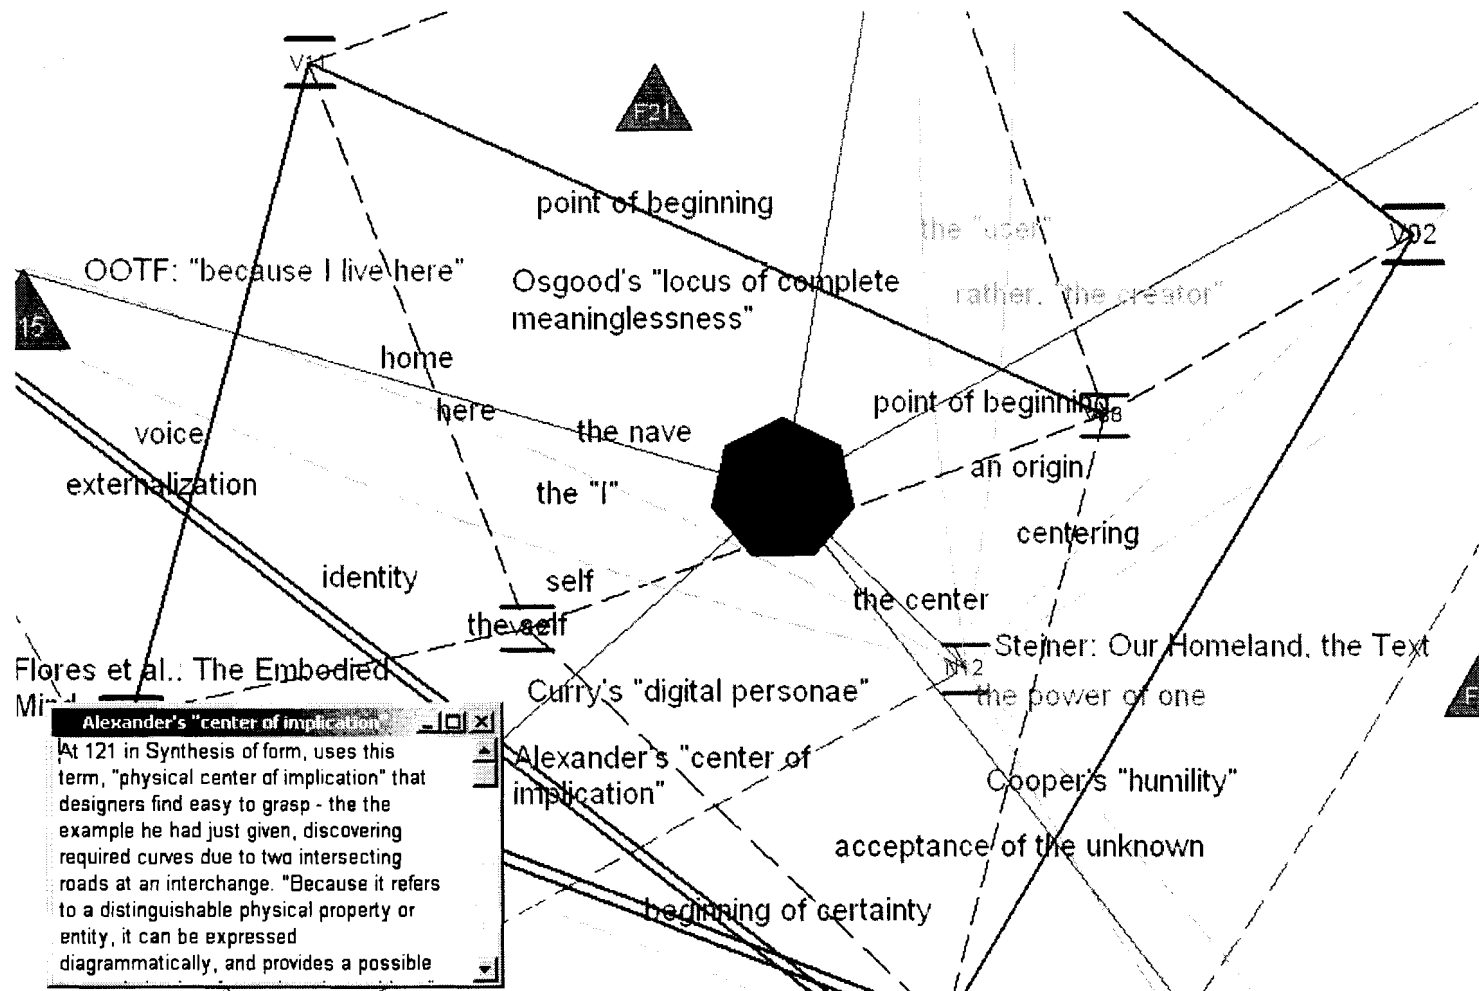 V11
F21
point of beginning
the "user"
V02
OOTF: "because I live here"
Osgood's "locus of complete
meaninglessness"
rather, "the creator"
15
home
here
the nave
point of beginning
voice
externalization
the "I"
an origin
centering
identity
self
the self
the center
N12
Steiner: Our Homeland, the Text
the power of one
F
Flores et al.: The Embodied
Mind
Curry's "digital personae"
Alexander's "center of
implication"
Cooper's "humility"
acceptance of the unknown
beginning of certainty
Alexander's "center of implication"
At 121 in Synthesis of form, uses this
term, "physical center of implication" that
designers find easy to grasp - the the
example he had just given, discovering
required curves due to two intersecting
roads at an interchange. "Because it refers
to a distinguishable physical property or
entity, it can be expressed
diagrammatically, and provides a possible